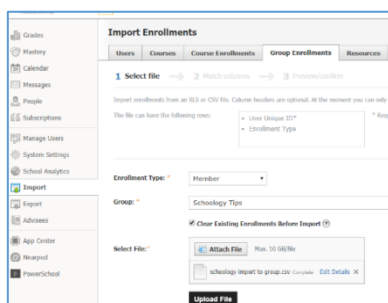 Grades
Mastery
Calendar
Messages
People
Subscriptions
Manage Users
System Settings
School Analytics
Import
Export
Advisees
App Center
Nearpod
PowerSchool
Import Enrollments
Users Courses Course Enrollments Group Enrollments Resources
1 Select file 2 Match columns 3 Preview/confirm
Import enrollments from an XLS or CSV file. Column headers are optional. At the moment you can only
The file can have the following rows:
• User Unique ID*
• Enrollment Type
Enrollment Type: * Member
Group: * Schoology Tips
Clear Existing Enrollments Before Import (?)
Select File:* Attach File Max. 10 GB/file
schoology import to group.csv Complete Edit Details ×
Upload File